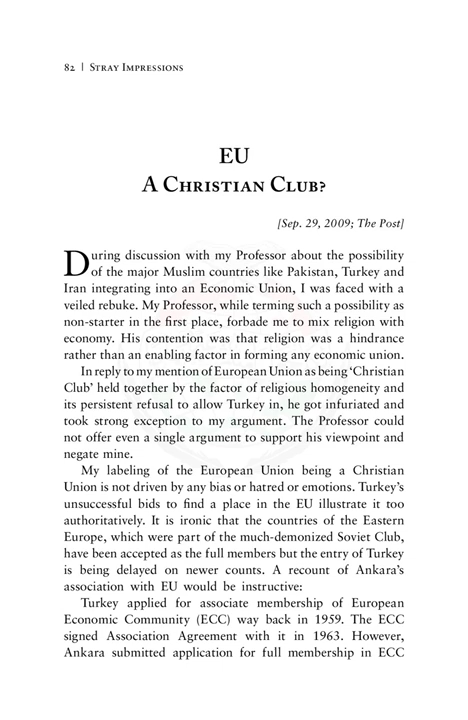 82 | Stray Impressions
EU
A Christian Club?
[Sep. 29, 2009; The Post]
During discussion with my Professor about the possibility
of the major Muslim countries like Pakistan, Turkey and
Iran integrating into an Economic Union, I was faced with a
veiled rebuke. My Professor, while terming such a possibility as
non-starter in the first place, forbade me to mix religion with
economy. His contention was that religion was a hindrance
rather than an enabling factor in forming any economic union.
In reply to my mention of European Union as being 'Christian
Club' held together by the factor of religious homogeneity and
its persistent refusal to allow Turkey in, he got infuriated and
took strong exception to my argument. The Professor could
not offer even a single argument to support his viewpoint and
negate mine.
My labeling of the European Union being a Christian
Union is not driven by any bias or hatred or emotions. Turkey's
unsuccessful bids to find a place in the EU illustrate it too
authoritatively. It is ironic that the countries of the Eastern
Europe, which were part of the much-demonized Soviet Club,
have been accepted as the full members but the entry of Turkey
is being delayed on newer counts. A recount of Ankara's
association with EU would be instructive:
Turkey applied for associate membership of European
Economic Community (ECC) way back in 1959. The ECC
signed Association Agreement with it in 1963. However,
Ankara submitted application for full membership in ECC